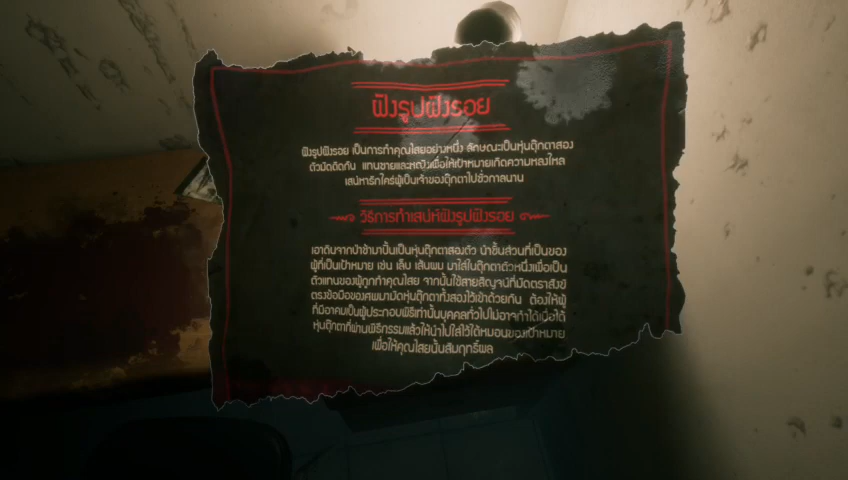 ฝังรูปฝังรอย
ฝังรูปฝังรอย เป็นการทำคุณไสยอย่างหนึ่ง ลักษณะเป็นหุ่นตุ๊กตาสอง
ตัวมัดติดกัน แทนชายและหญิงเพื่อให้เป้าหมายเกิดความหลงใหล
เสน่หารักใคร่ผู้เป็นเจ้าของตุ๊กตาไปชั่วกาลนาน
วิธีการทำเสน่ห์ฝังรูปฝังรอย
เอาดินจากป่าช้ามาปั้นเป็นหุ่นตุ๊กตาสองตัว นำชิ้นส่วนที่เป็นของ
ผู้ที่เป็นเป้าหมาย เช่น เล็บ เส้นผม มาใส่ในตุ๊กตาตัวหนึ่งเพื่อเป็น
ตัวแทนของผู้ถูกทำคุณไสย จากนั้นใช้สายสิญจน์ที่มัดตราสังข์
ตรงข้อมือของศพมามัดหุ่นตุ๊กตาทั้งสองไว้เข้าด้วยกัน ต้องให้ผู้
ที่มีอาคมเป็นผู้ประกอบพิธีเท่านั้นบุคคลทั่วไปไม่อาจทำได้เมื่อได้
หุ่นตุ๊กตาที่ผ่านพิธีกรรมแล้วให้นำไปใส่ไว้ใต้หมอนของเป้าหมาย
เพื่อให้คุณไสยนั้นสัมฤทธิ์ผล